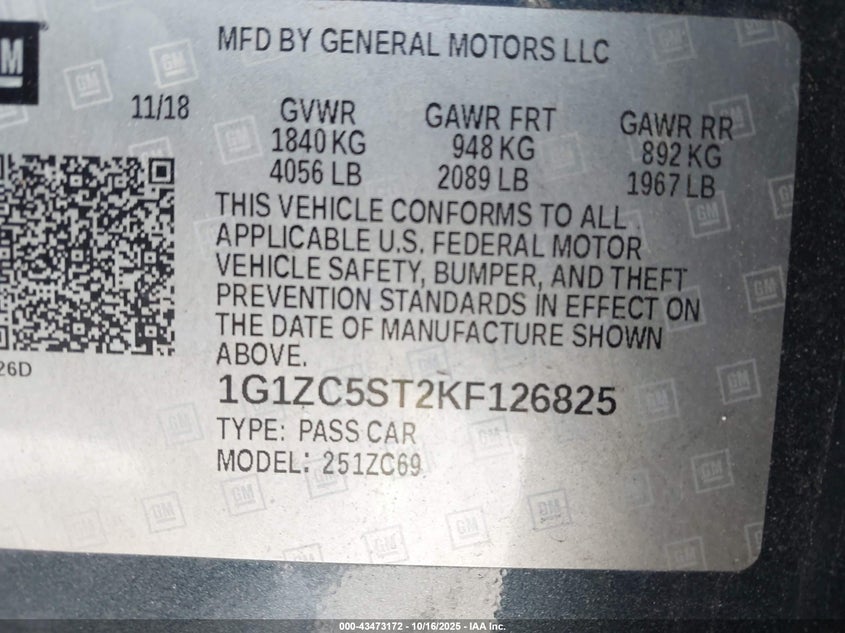 GM
MFD BY GENERAL MOTORS LLC
11/18 GVWR GAWR FRT GAWR RR
1840 KG 948 KG 892 KG
4056 LB 2089 LB 1967 LB
THIS VEHICLE CONFORMS TO ALL
APPLICABLE U.S. FEDERAL MOTOR
VEHICLE SAFETY, BUMPER, AND THEFT
PREVENTION STANDARDS IN EFFECT ON
THE DATE OF MANUFACTURE SHOWN
ABOVE.
26D
1G1ZC5ST2KF126825
TYPE: PASS CAR
MODEL: 251ZC69
000-43473172 - 10/16/2025 - IAA Inc.